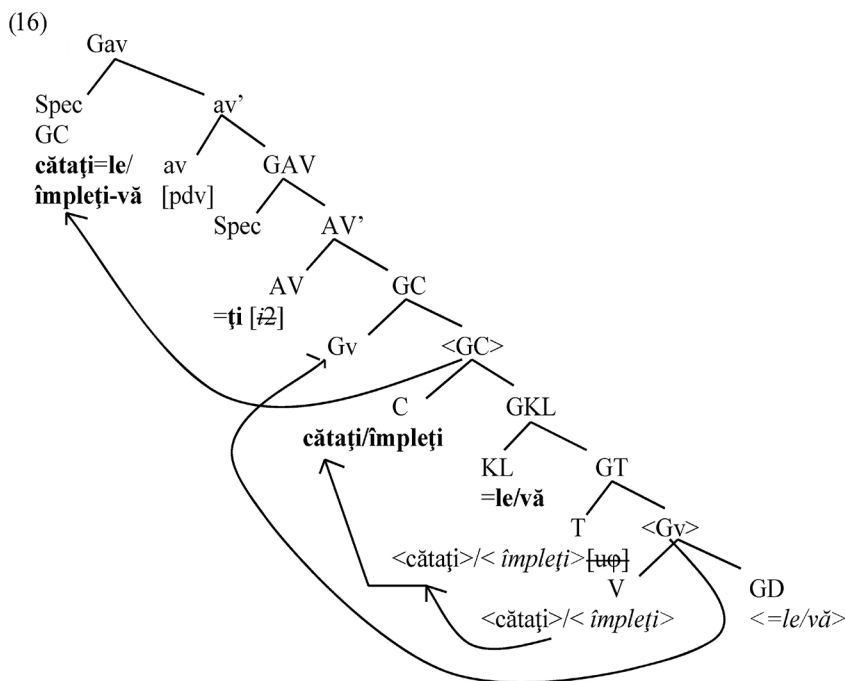 (16)
Gav
Spec av’
GC
cătaţi=le/ av GAV
împleţi-vă [pdv]
Spec AV’
AV GC
=ţi [i2]
Gv <GC>
C GKL
cătaţi/împleţi
KL GT
=le/vă
T <Gv>
<cătaţi>/< împleţi>[uφ]
V GD
<cătaţi>/< împleţi> <=le/vă>